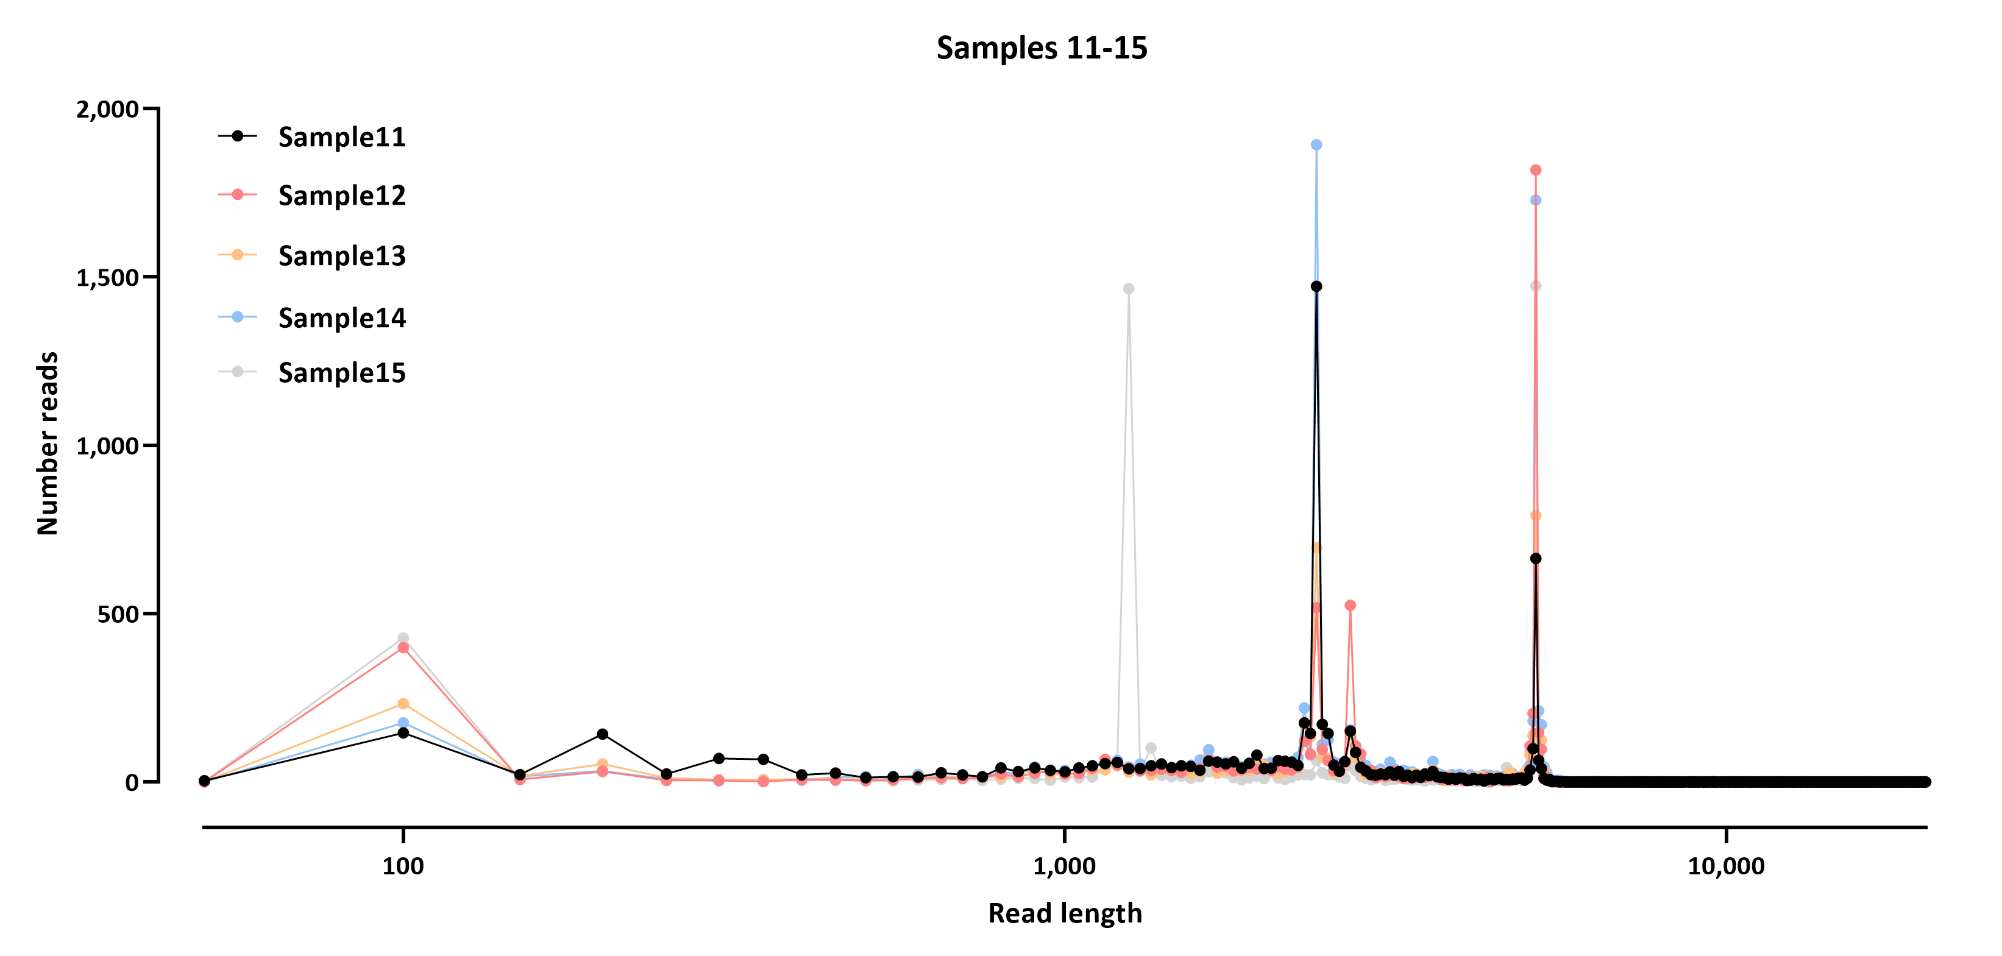 Samples 11-15
Number reads
2,000
1,500
1,000
500
0
Sample11
Sample12
Sample13
Sample14
Sample15
100
1,000
10,000
Read length